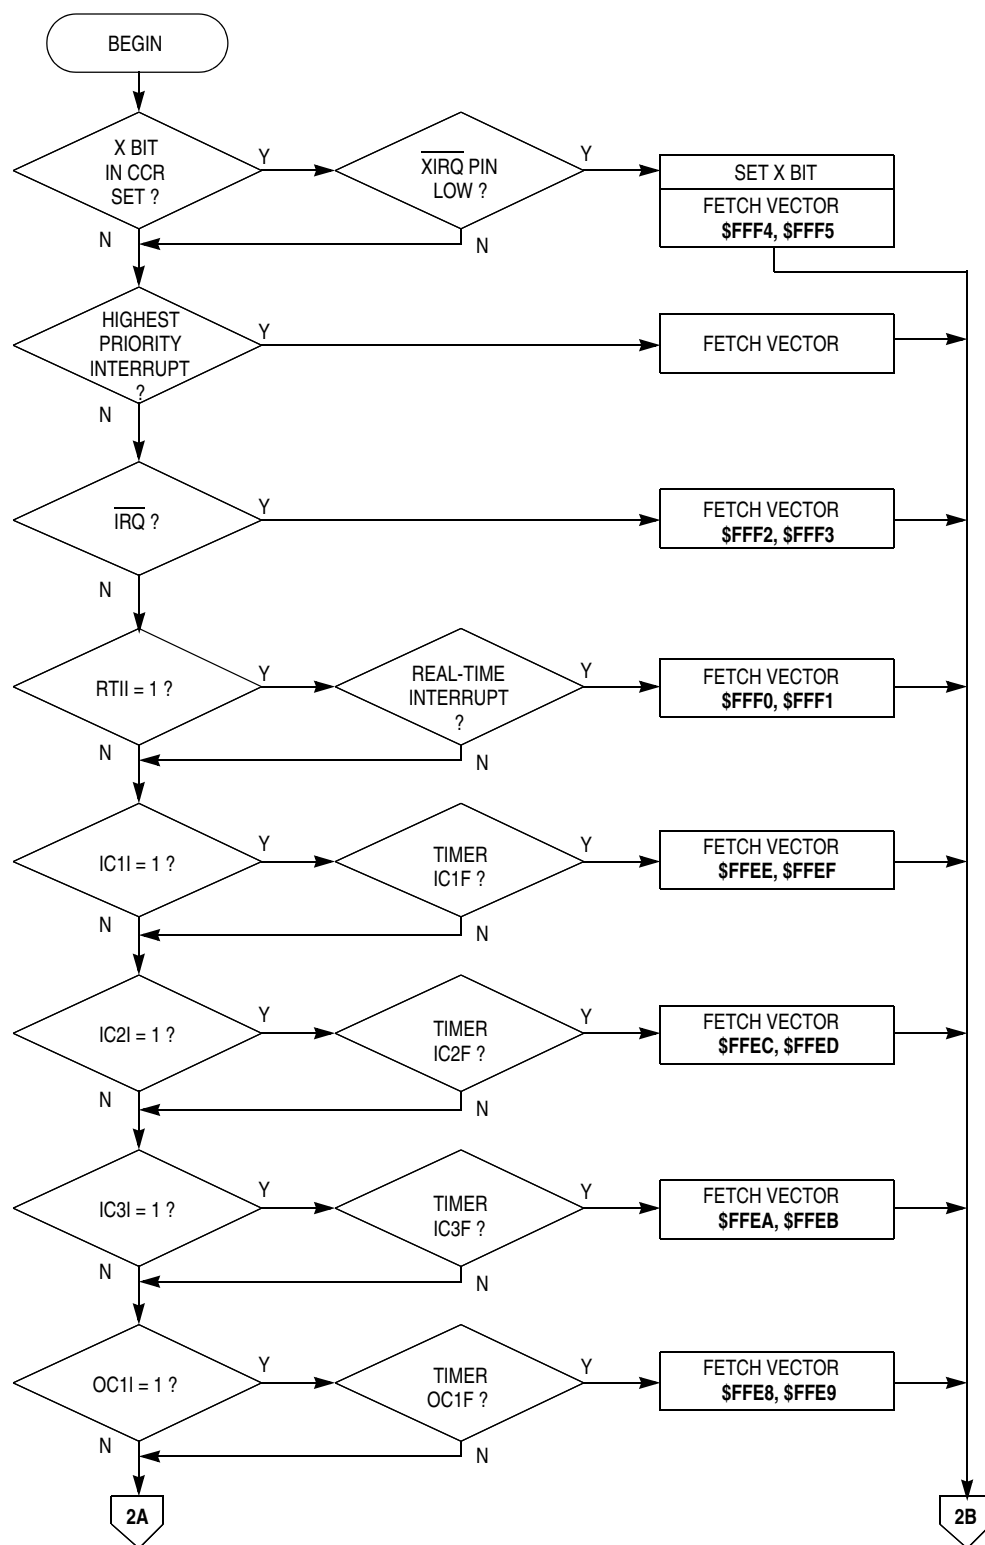 BEGIN
X BIT
IN CCR
SET ?
Y
N
XIRQ PIN
LOW ?
Y
N
SET X BIT
FETCH VECTOR
$FFF4, $FFF5
HIGHEST
PRIORITY
INTERRUPT
?
Y
N
FETCH VECTOR
IRQ ?
Y
N
FETCH VECTOR
$FFF2, $FFF3
RTII = 1 ?
Y
N
REAL-TIME
INTERRUPT
?
Y
N
FETCH VECTOR
$FFF0, $FFF1
IC1I = 1 ?
Y
N
TIMER
IC1F ?
Y
N
FETCH VECTOR
$FFEE, $FFEF
IC2I = 1 ?
Y
N
TIMER
IC2F ?
Y
N
FETCH VECTOR
$FFEC, $FFED
IC3I = 1 ?
Y
N
TIMER
IC3F ?
Y
N
FETCH VECTOR
$FFEA, $FFEB
OC1I = 1 ?
Y
N
TIMER
OC1F ?
Y
N
FETCH VECTOR
$FFE8, $FFE9
2A
2B